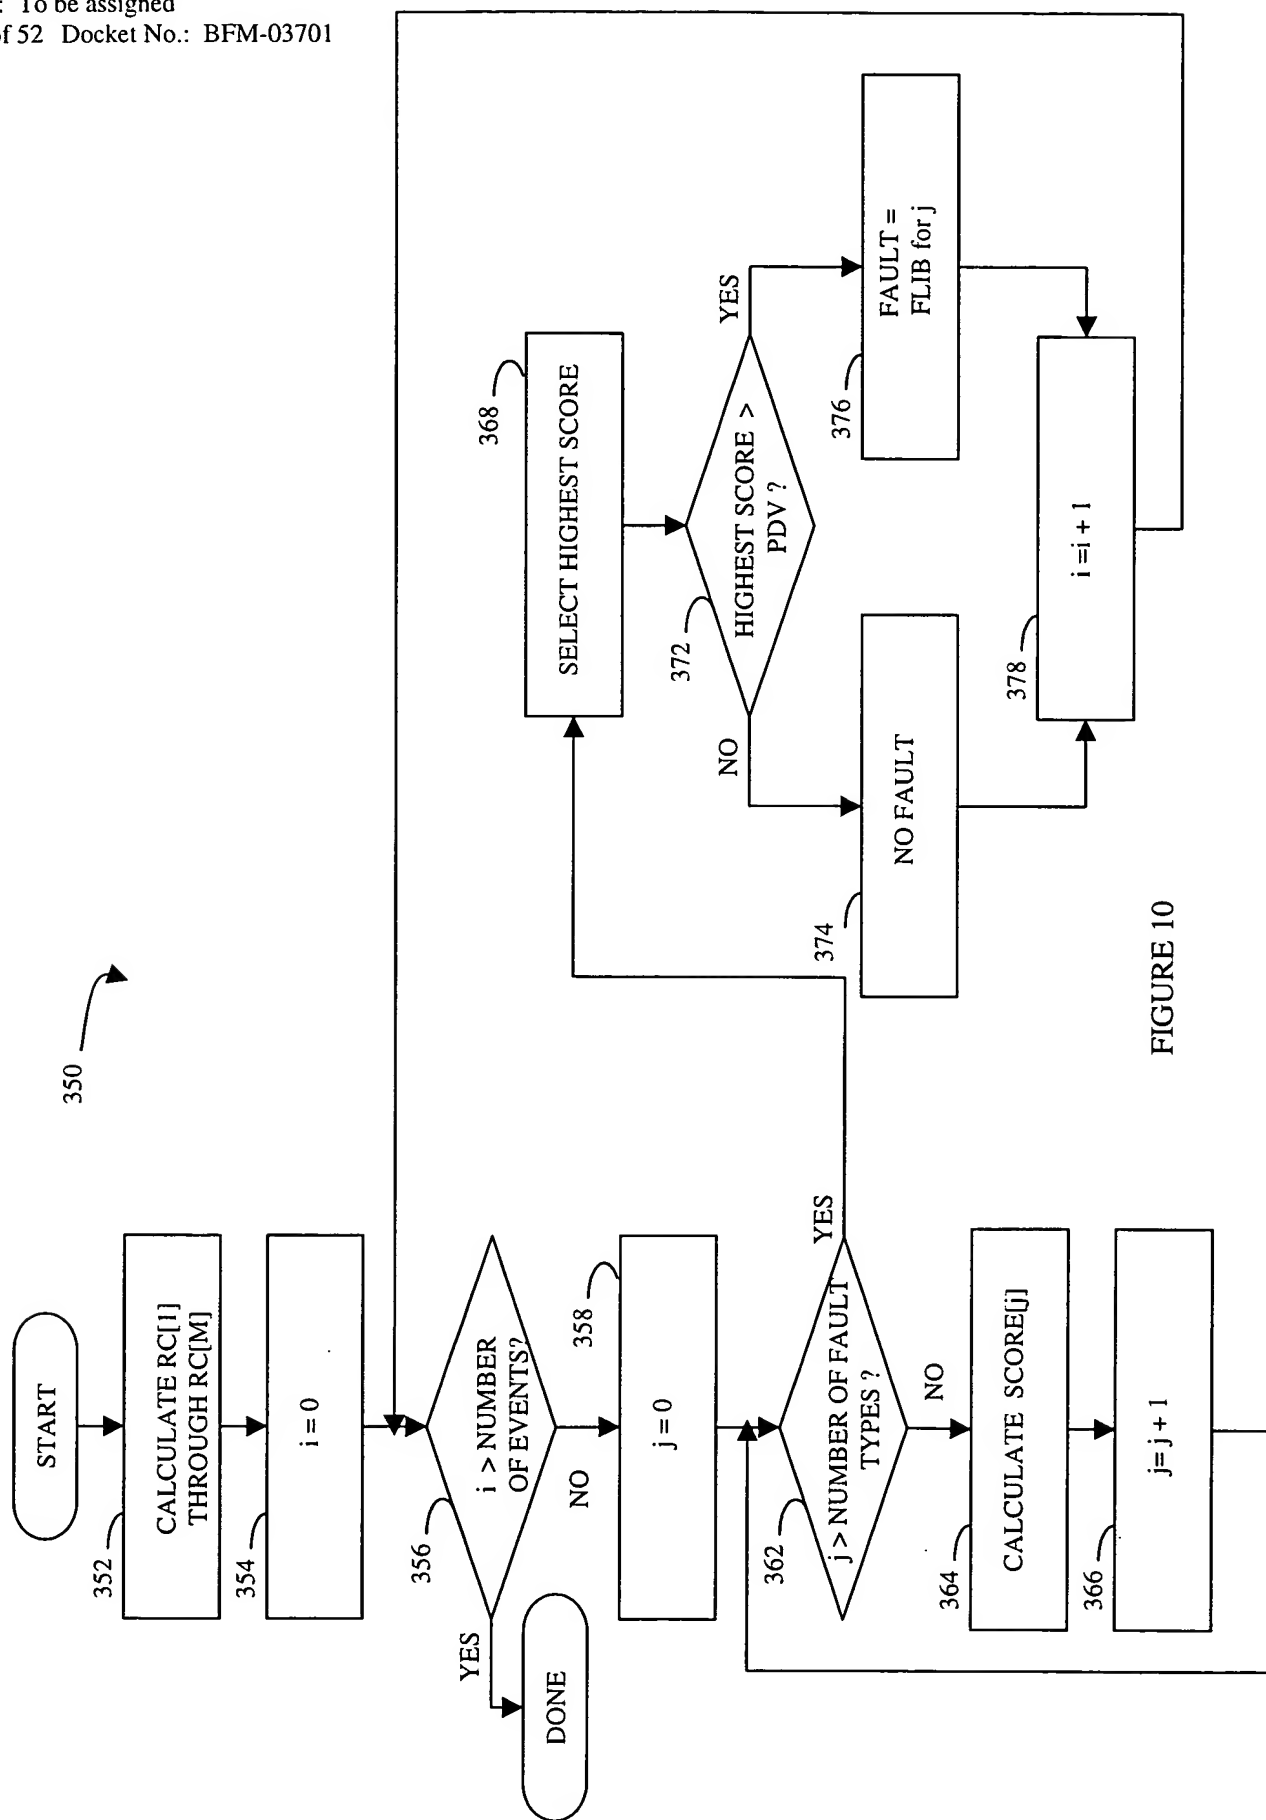 : To be assigned
of 52 Docket No.: BFM-03701
350
START
352
CALCULATE RC[1]
THROUGH RC[M]
354
i = 0
356
i > NUMBER
OF EVENTS?
YES
DONE
NO
358
j = 0
362
j > NUMBER OF FAULT
TYPES ?
YES
NO
364
CALCULATE SCORE[j]
366
j= j + 1
368
SELECT HIGHEST SCORE
372
HIGHEST SCORE >
PDV ?
NO
YES
374
NO FAULT
376
FAULT =
FLIB for j
378
i =i + 1
FIGURE 10